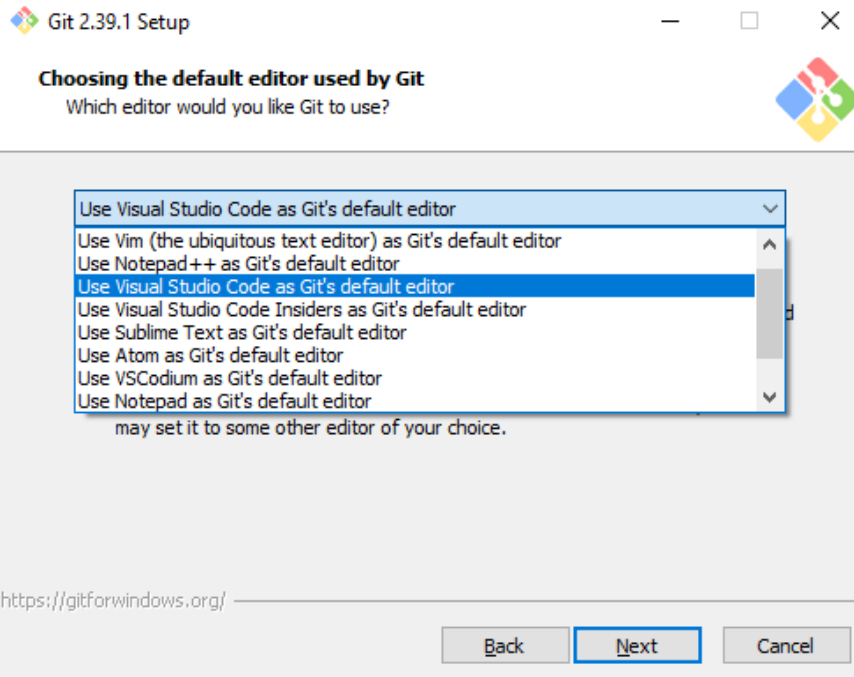 Git 2.39.1 Setup
Choosing the default editor used by Git
Which editor would you like Git to use?
Use Visual Studio Code as Git's default editor
Use Vim (the ubiquitous text editor) as Git's default editor
Use Notepad++ as Git's default editor
Use Visual Studio Code as Git's default editor
Use Visual Studio Code Insiders as Git's default editor
Use Sublime Text as Git's default editor
Use Atom as Git's default editor
Use VSCodium as Git's default editor
Use Notepad as Git's default editor
may set it to some other editor of your choice.
https://gitforwindows.org/
Back Next Cancel